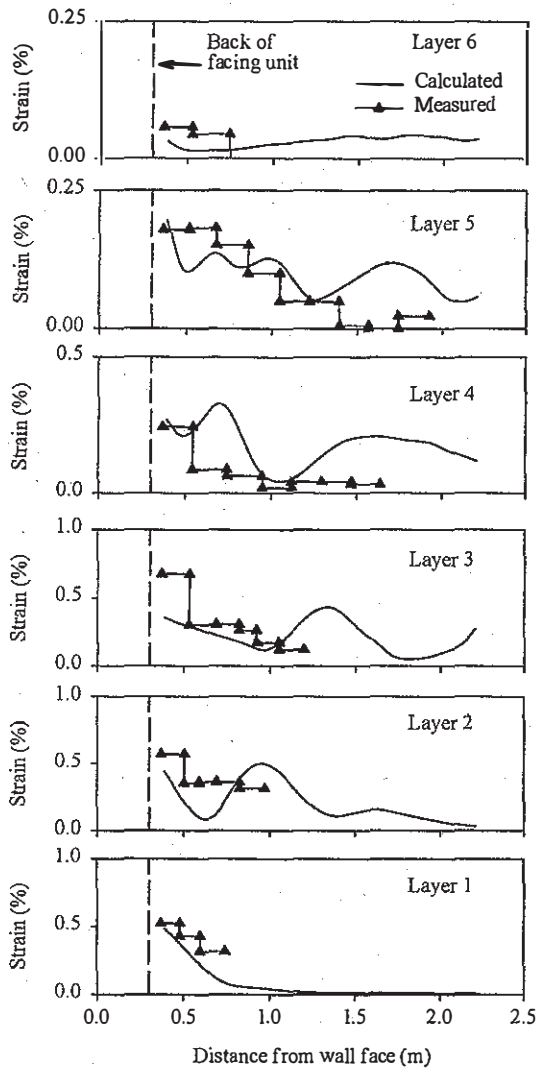 0.25
Back of
facing unit
Layer 6
Strain (%)
Calculated
Measured
0.00
0.25
Layer 5
Strain (%)
0.00
0.5
Layer 4
Strain (%)
0.0
1.0
Layer 3
Strain (%)
0.5
0.0
1.0
Layer 2
Strain (%)
0.5
0.0
1.0
Layer 1
Strain (%)
0.5
0.0
0.0 0.5 1.0 1.5 2.0 2.5
Distance from wall face (m)